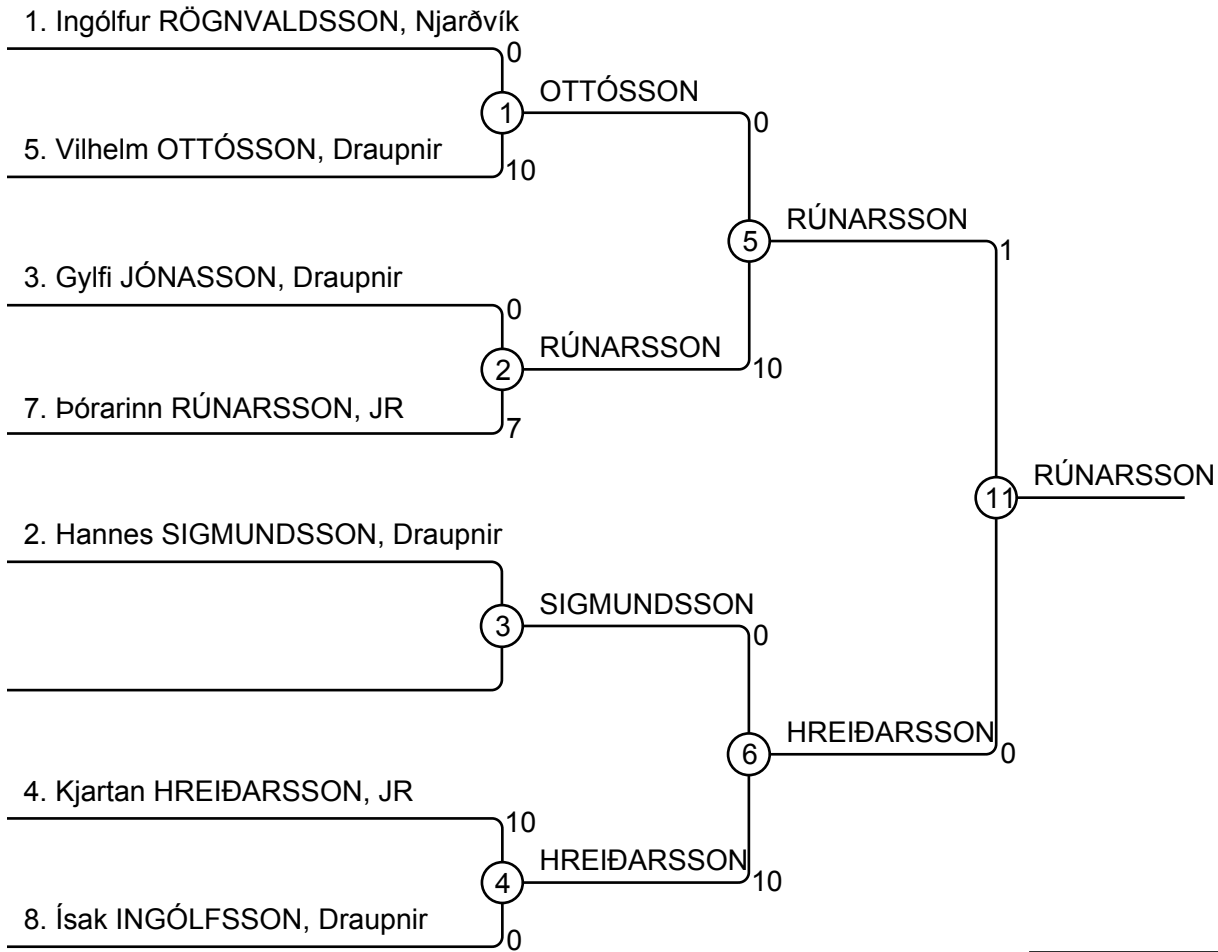 1. Ingólfur RÖGNVALDSSON, Njarðvík
0
1
OTTÓSSON
5. Vilhelm OTTÓSSON, Draupnir
10
0
5
RÚNARSSON
3. Gylfi JÓNASSON, Draupnir
0
2
RÚNARSSON
7. Þórarinn RÚNARSSON, JR
7
10
1
11
RÚNARSSON
2. Hannes SIGMUNDSSON, Draupnir
3
SIGMUNDSSON
0
6
HREIÐARSSON
0
4. Kjartan HREIÐARSSON, JR
10
4
HREIÐARSSON
10
8. Ísak INGÓLFSSON, Draupnir
0